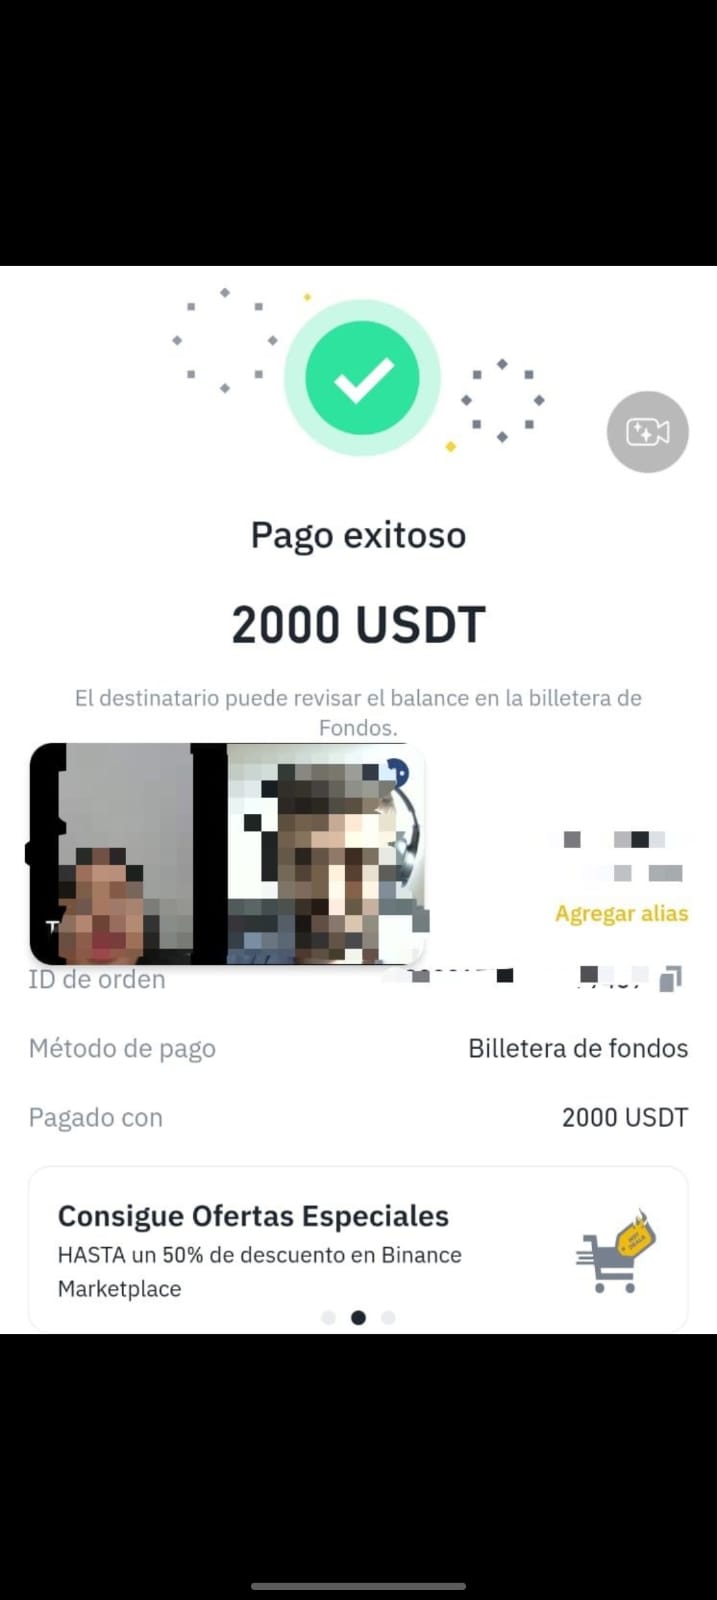 Pago exitoso
2000 USDT
El destinatario puede revisar el balance en la billetera de
Fondos.
Agregar alias
ID de orden
Método de pago
Billetera de fondos
Pagado con
2000 USDT
Consigue Ofertas Especiales
HASTA un 50% de descuento en Binance
Marketplace